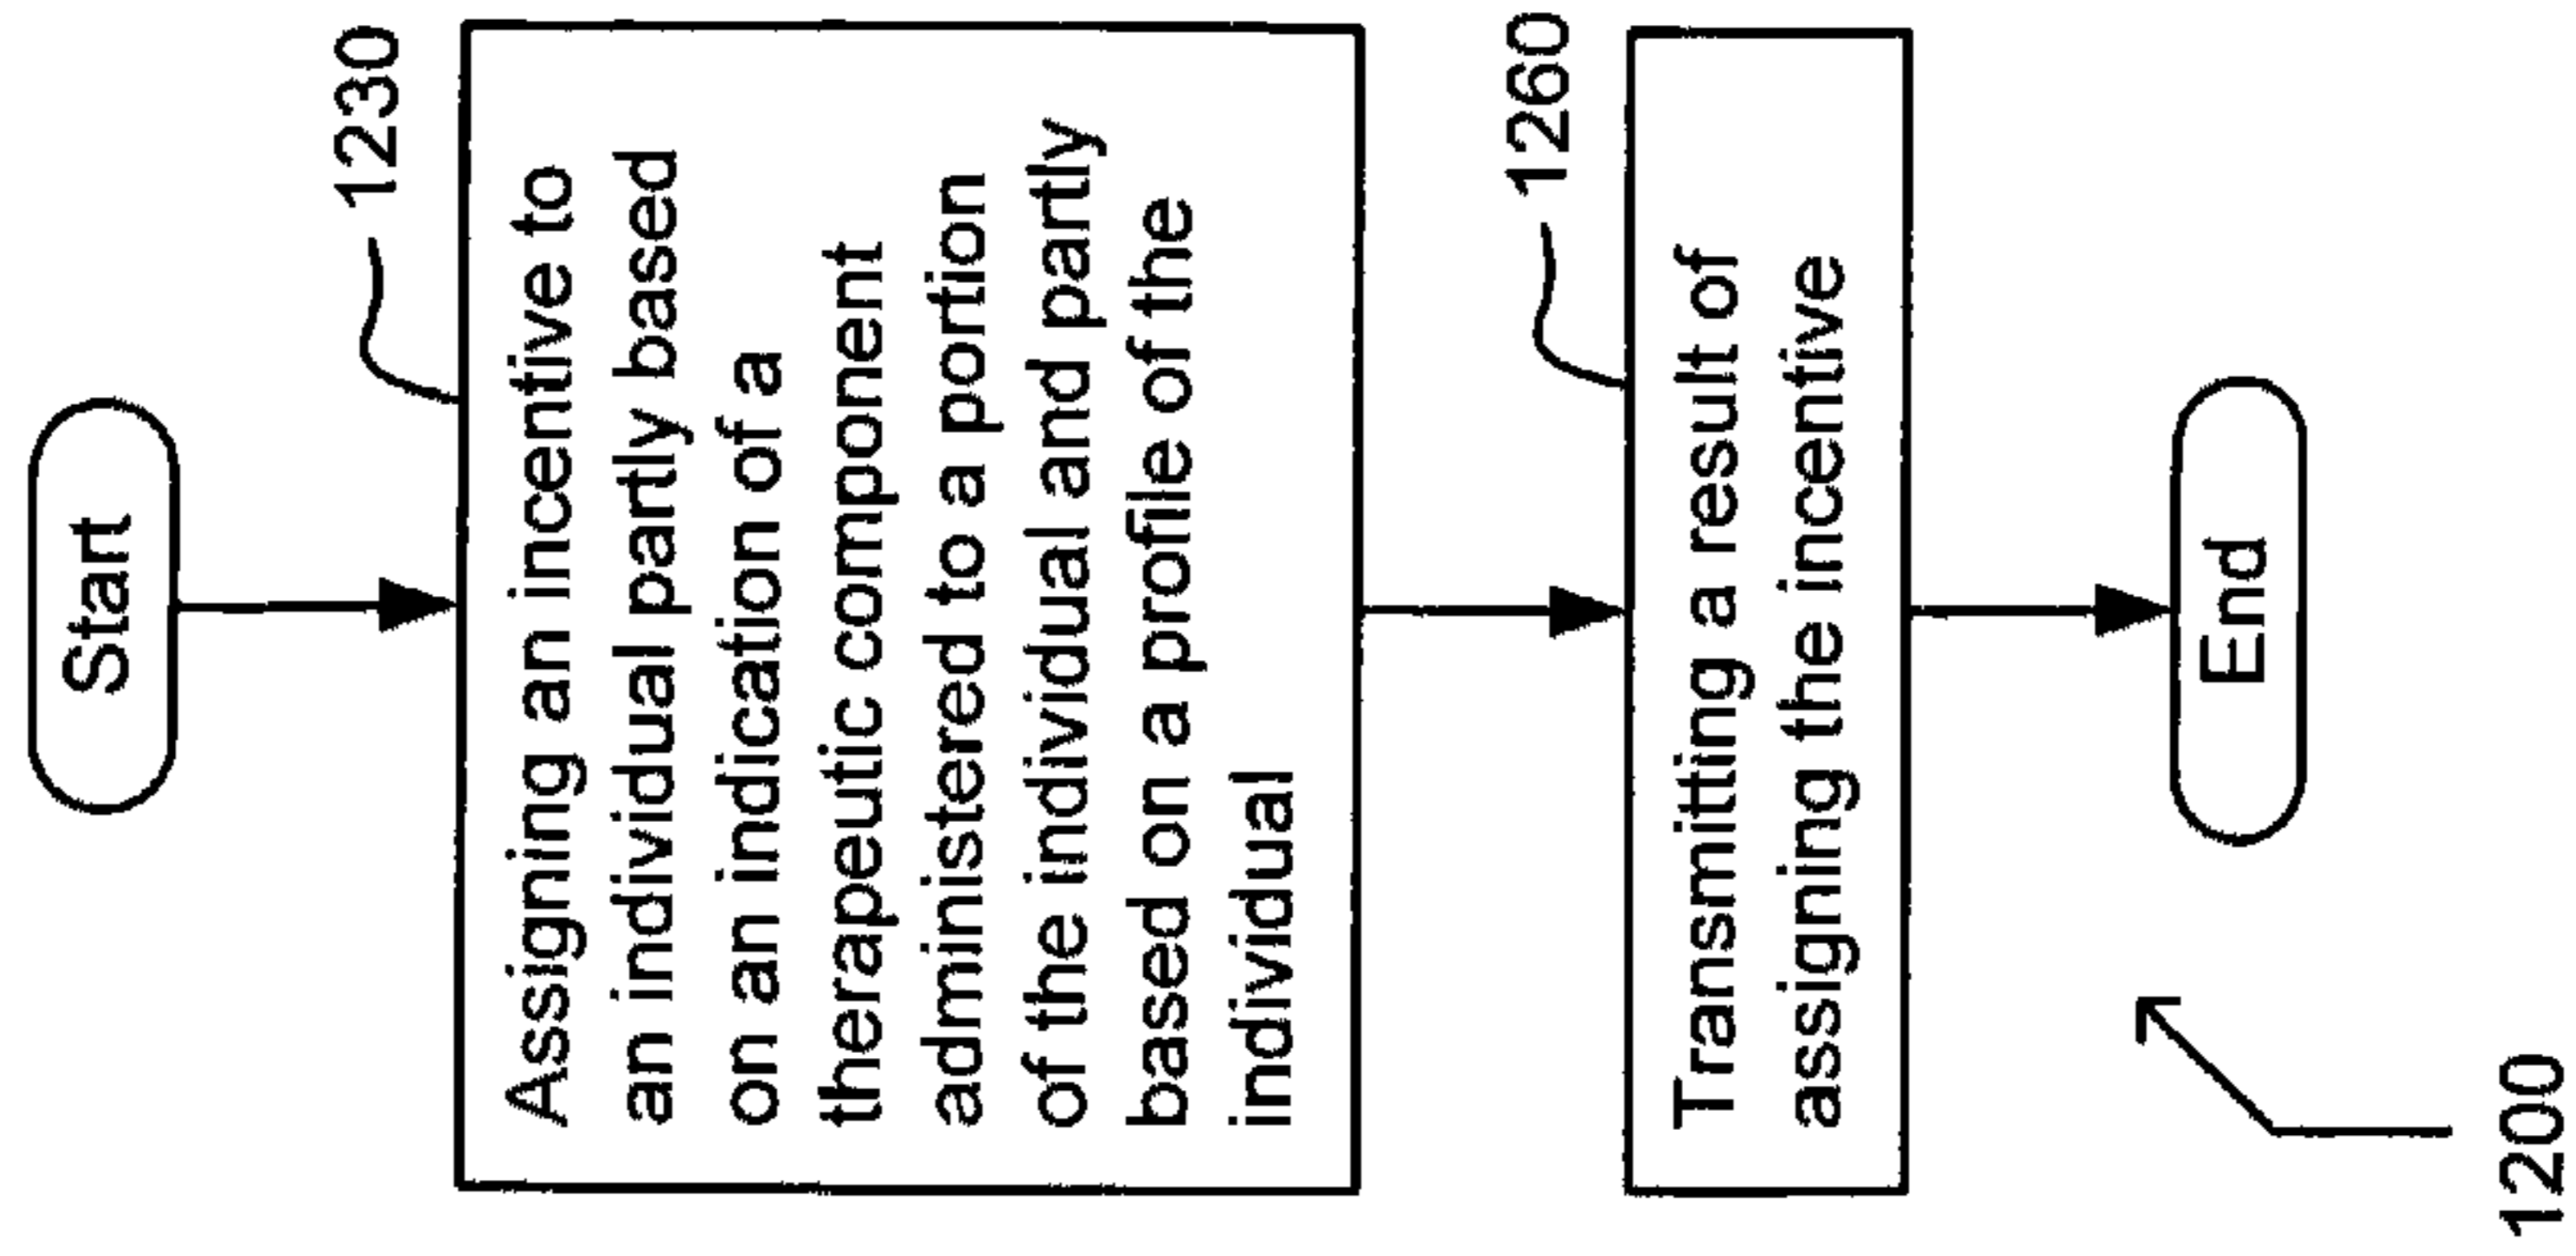 Start
1230
Assigning an incentive to
an individual partly based
on an indication of a
therapeutic component
administered to a portion
of the individual and partly
based on a profile of the
individual
1260
Transmitting a result of
assigning the incentive
End
1200